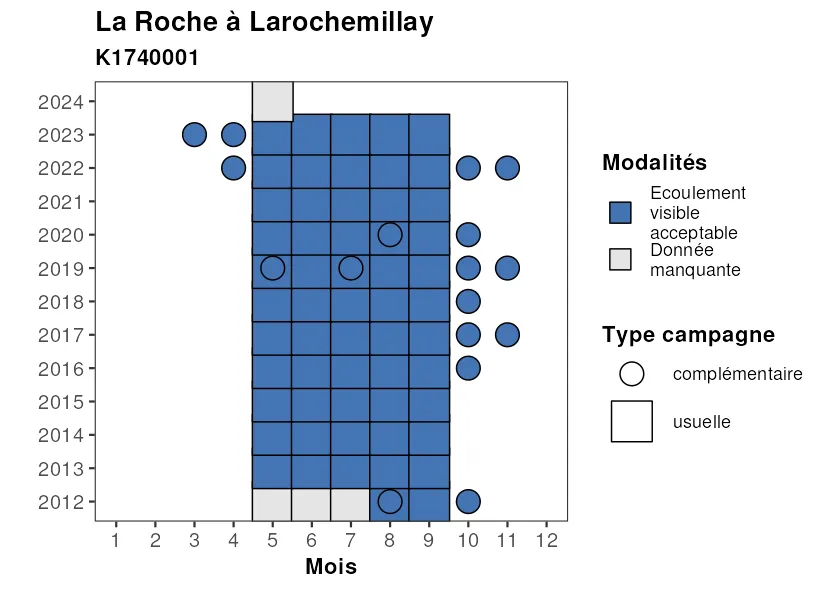 La Roche à Larochemillay
K1740001
2024
2023
2022
2021
2020
2019
2018
2017
2016
2015
2014
2013
2012
1 2 3 4 5 6 7 8 9 10 11 12
Mois
Modalités
Ecoulement
visible
acceptable
Donnée
manquante
Type campagne
complémentaire
usuelle